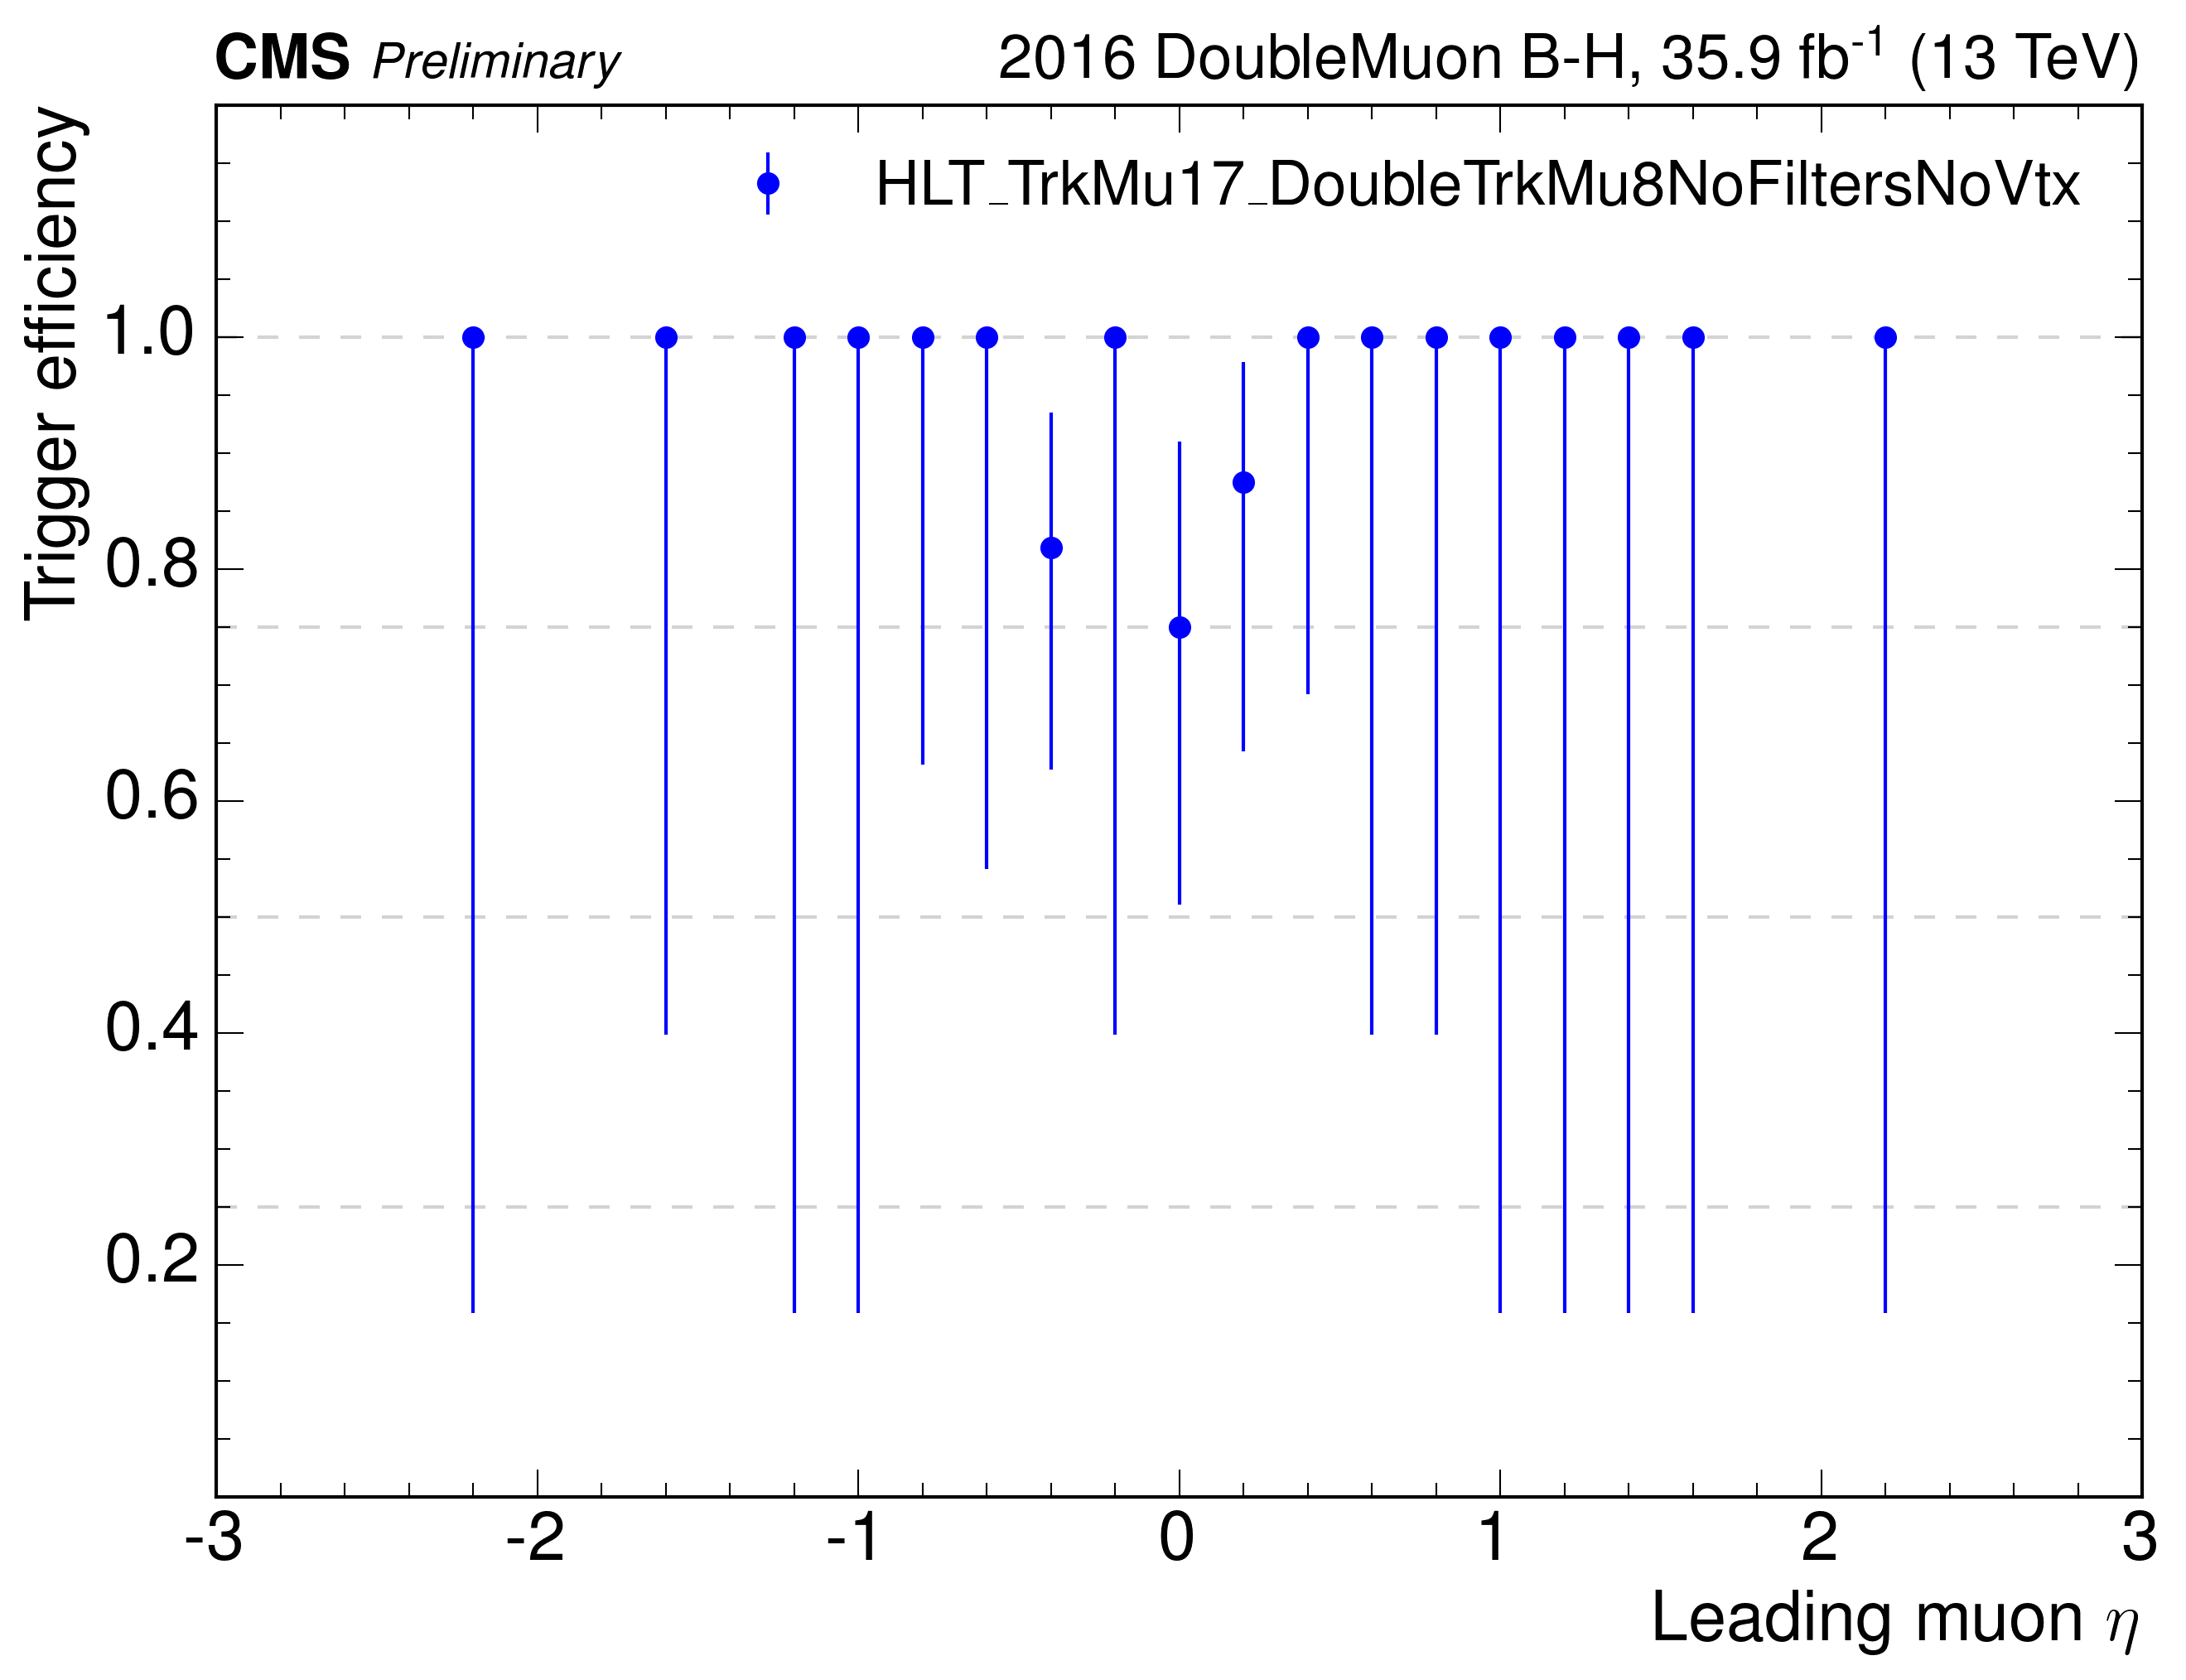 CMS Preliminary
2016 DoubleMuon B-H, 35.9 fb⁻¹ (13 TeV)
HLT_TrkMu17_DoubleTrkMu8NoFiltersNoVtx
Trigger efficiency
1.0
0.8
0.6
0.4
0.2
-3 -2 -1 0 1 2 3
Leading muon η